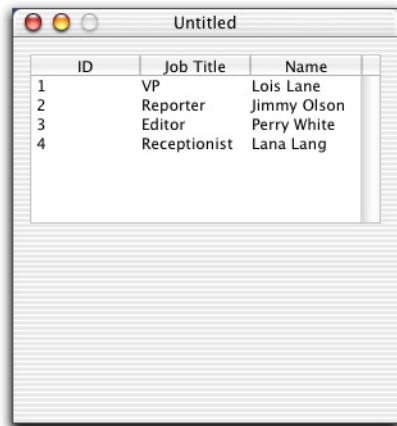 Untitled
ID Job Title Name
1 VP Lois Lane
2 Reporter Jimmy Olson
3 Editor Perry White
4 Receptionist Lana Lang